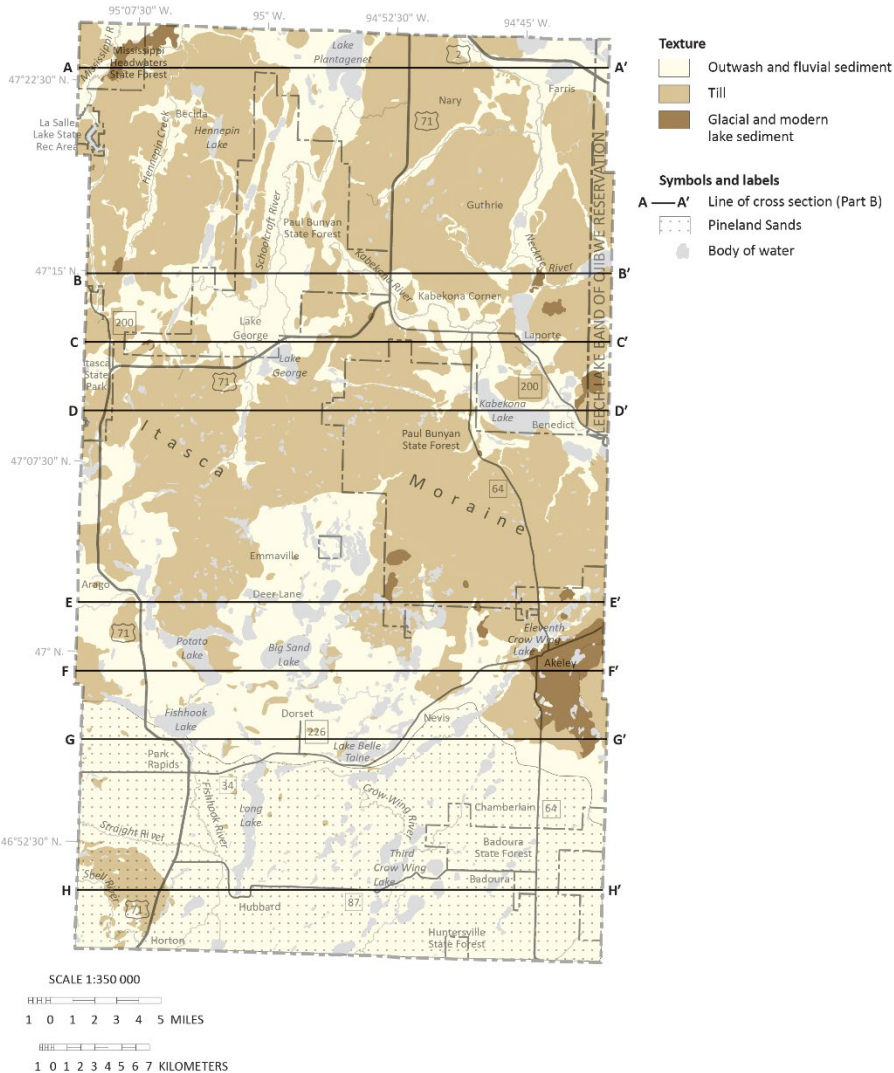 95°07'30" W.
95° W.
94°52'30" W.
94°45' W.
Mississippi R
Mississippi
Headwaters
State Forest
Lake
Plantagenet
2
A
A'
47°22'30" N.
Farris
Nary
71
La Salle
Lake State
Rec Area
Becida
Hennepin
Lake
Hennepin Creek
Schoolcraft River
Paul Bunyan
State Forest
Guthrie
LEECH LAKE BAND OF OJIBWE RESERVATION
Necktie River
Kabekona River
47°15' N.
B
B'
Kabekona Corner
200
Lake
George
Laporte
C
C'
Itasca
State
Park
Lake
George
71
200
D
D'
Kabekona
Lake
Benedict
Itasca
Moraine
Paul Bunyan
State Forest
47°07'30" N.
64
Emmaville
Arago
Deer Lane
E
E'
71
Potato
Lake
Big Sand
Lake
Eleventh
Crow Wing
Lake
47° N.
Akeley
F
F'
Fishhook
Lake
Dorset
Nevis
226
G
G'
Park
Rapids
Lake Belle
Taine
34
Fishhook River
Long
Lake
Crow Wing River
Chamberlain
64
Straight River
46°52'30" N.
Badoura
State Forest
Third
Crow Wing
Lake
Badoura
Shell River
H
H'
71
Hubbard
87
Huntersville
State Forest
Horton
Texture
Outwash and fluvial sediment
Till
Glacial and modern
lake sediment
Symbols and labels
A — A' Line of cross section (Part B)
Pineland Sands
Body of water
SCALE 1:350 000
1 0 1 2 3 4 5 MILES
1 0 1 2 3 4 5 6 7 KILOMETERS